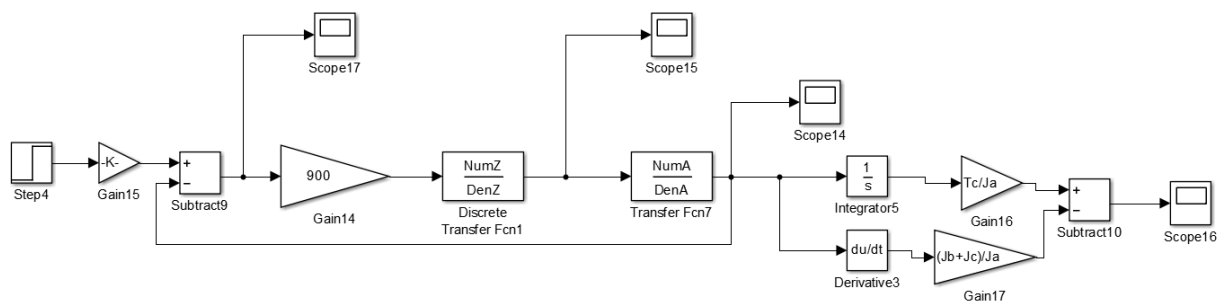 Scope17
Scope15
Scope14
Step4
-K-
Gain15
+
−
Subtract9
900
Gain14
NumZ
DenZ
Discrete
Transfer Fcn1
NumA
DenA
Transfer Fcn7
1
s
Integrator5
Tc/Ja
Gain16
+
−
Subtract10
Scope16
du/dt
Derivative3
(Jb+Jc)/Ja
Gain17